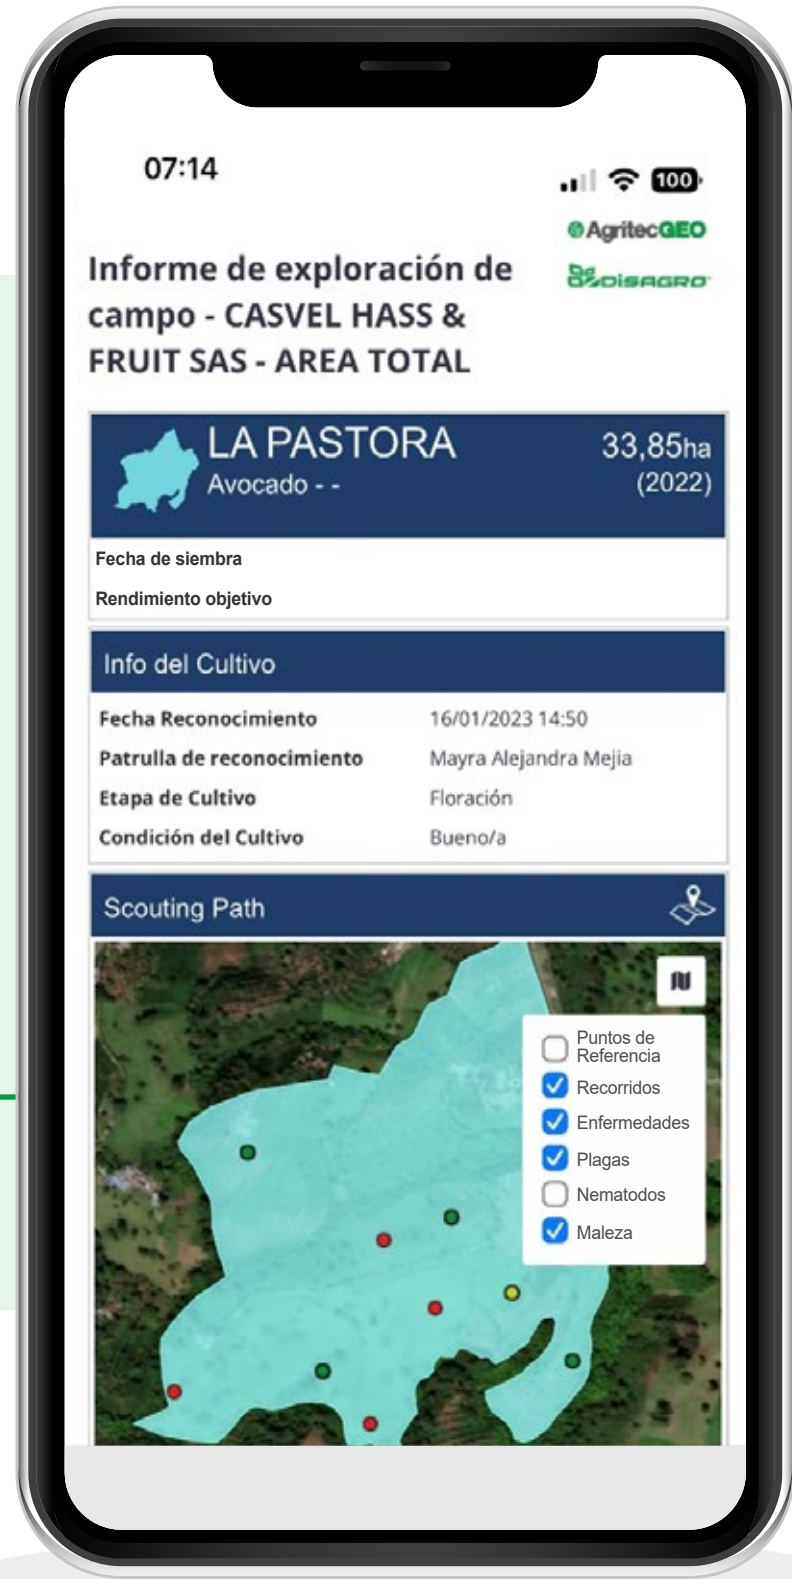 07:14
100
AgritecGEO
DISAGRO
Informe de exploración de
campo - CASVEL HASS &
FRUIT SAS - AREA TOTAL
LA PASTORA
33,85ha
Avocado - -
(2022)
Fecha de siembra
Rendimiento objetivo
Info del Cultivo
Fecha Reconocimiento 16/01/2023 14:50
Patrulla de reconocimiento Mayra Alejandra Mejia
Etapa de Cultivo Floración
Condición del Cultivo Bueno/a
Scouting Path
Puntos de
Referencia
Recorridos
Enfermedades
Plagas
Nematodos
Maleza